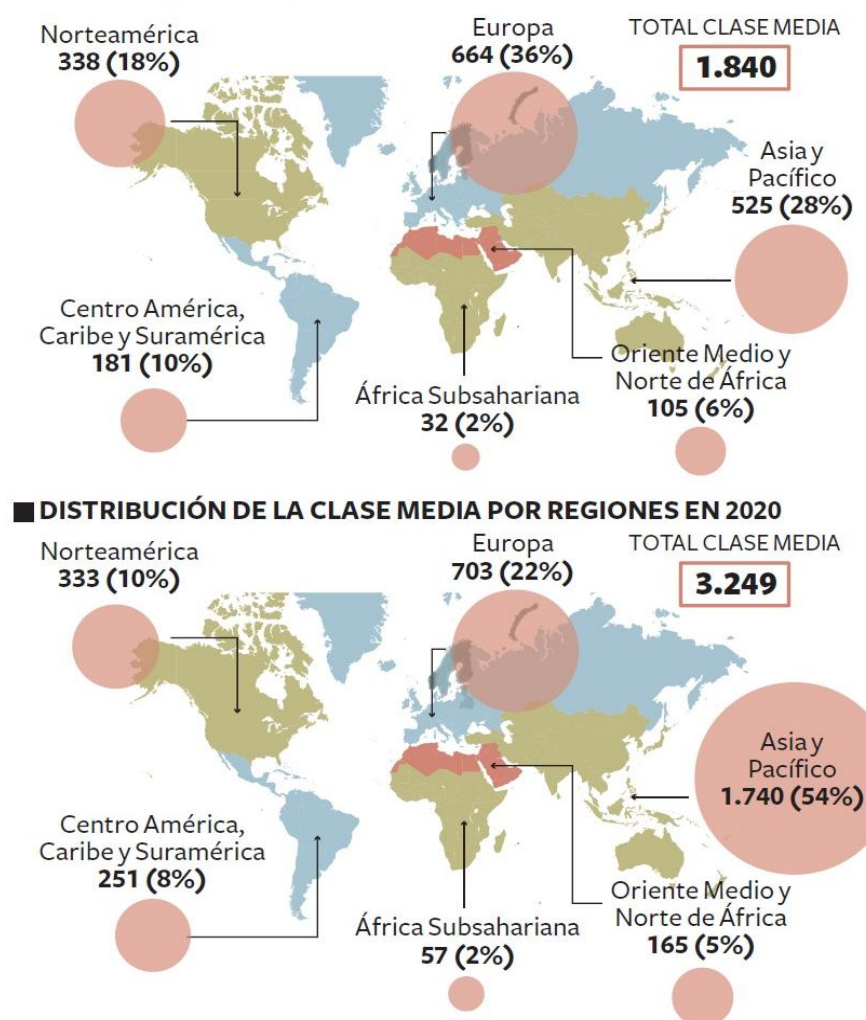 Norteamérica
338 (18%)
Europa
664 (36%)
TOTAL CLASE MEDIA
1.840
Asia y
Pacífico
525 (28%)
Centro América,
Caribe y Suramérica
181 (10%)
África Subsahariana
32 (2%)
Oriente Medio y
Norte de África
105 (6%)
DISTRIBUCIÓN DE LA CLASE MEDIA POR REGIONES EN 2020
Norteamérica
333 (10%)
Europa
703 (22%)
TOTAL CLASE MEDIA
3.249
Asia y
Pacífico
1.740 (54%)
Centro América,
Caribe y Suramérica
251 (8%)
África Subsahariana
57 (2%)
Oriente Medio y
Norte de África
165 (5%)